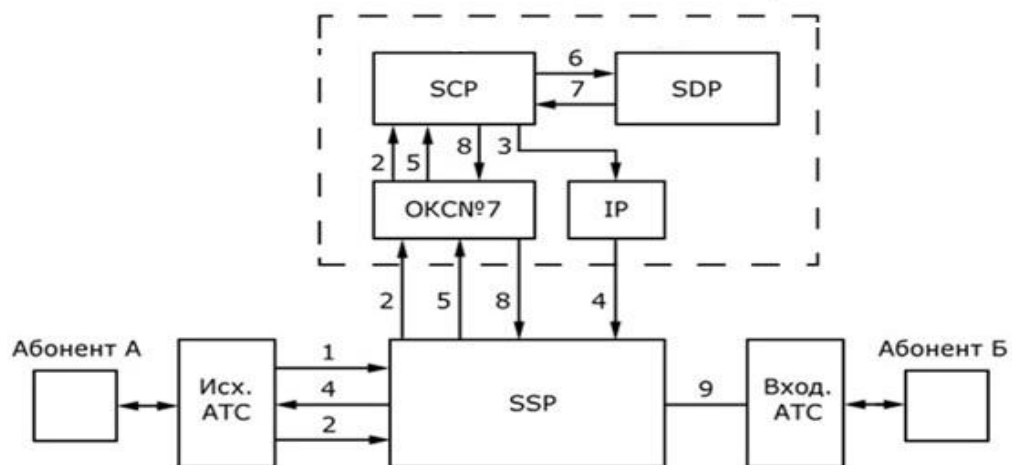 6
SCP
SDP
7
2
5
8
3
ОКС№7
IP
2
5
8
4
Абонент А
Абонент Б
1
Исх.
АТС
4
SSP
9
Вход.
АТС
2